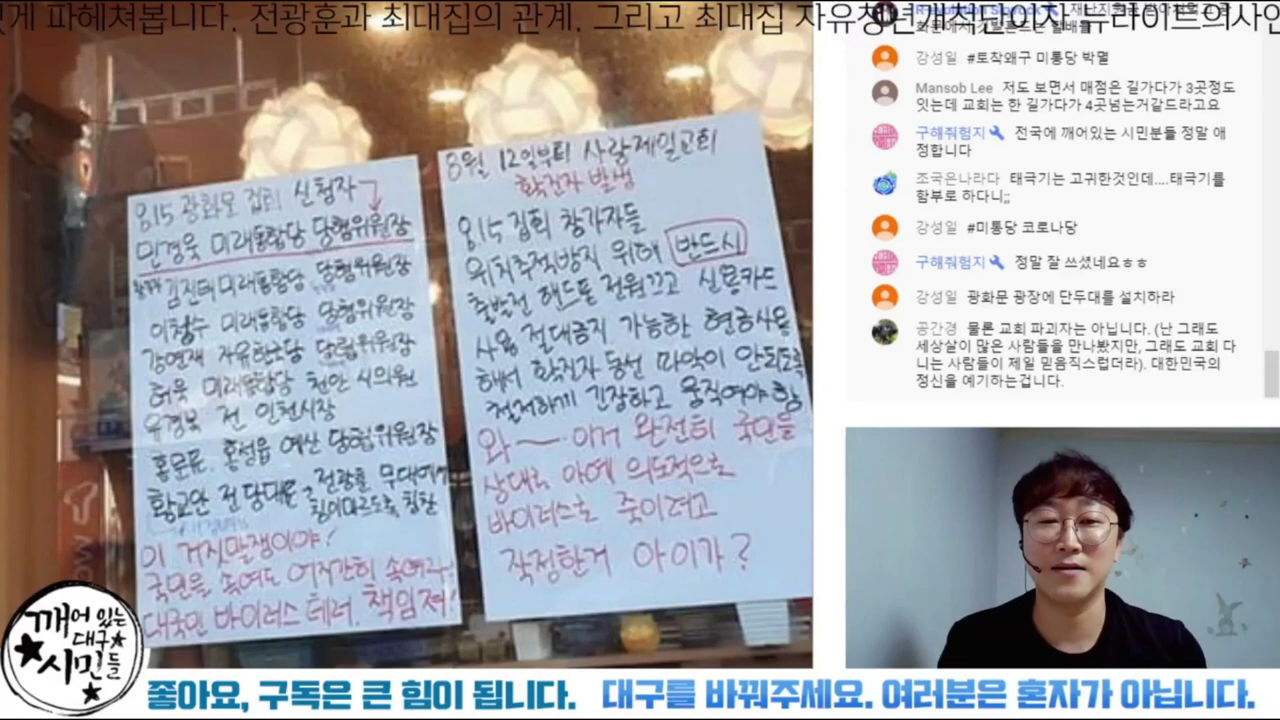 게 파헤쳐봅니다. 전광훈과 최대집의 관계. 그리고 최대집 자유청년
8.15 광화문 집회 신청자
민경욱 미래통합당 당협위원장
김진태 미래통합당 당협위원장
미래통합당 당협위원장
강연재 자유한국당 당협위원장
허욱 미래통합당 천안 시의원
유정복 전 인천시장
홍문표. 홍성읍 예산 당협위원장
황교안 전 당대표 - 전광훈 무대에서
침이마르도록 칭찬
이 거짓말쟁이야!
국민을 속여도 어지간히 속여라!
대국민 바이러스 테러. 책임져!
8월 12일부터 사랑제일교회
확진자 발생
8.15 집회 참가자들
위치추적방지 위해 반드시
출발전 핸드폰 전원끄고 신용카드
사용 절대금지 가능한 현금사용
해서 확진자 동선 파악이 안되도록
철저하게 긴장하고 움직여야 함
와~ 이거 완전히 국민들
상대로 아예 의도적으로
바이러스로 죽이려고
작정한거 아이가?
강성일 #토착왜구 미통당 박멸
Mansob Lee 저도 보면서 매점은 길가다가 3곳정도
잇는데 교회는 한 길가다가 4곳넘는거같드라고요
구해줘험지 전국에 깨어있는 시민분들 정말 애
정합니다
조국은나라다 태극기는 고귀한것인데....태극기를
함부로 하다니;;
강성일 #미통당 코로나당
구해줘험지 정말 잘 쓰셨네요ㅎㅎ
강성일 광화문 광장에 단두대를 설치하라
공간경 물론 교회 파괴자는 아닙니다. (난 그래도
세상살이 많은 사람들을 만나봤지만, 그래도 교회 다
니는 사람들이 제일 믿음직스럽더라). 대한민국의
정신을 예기하는겁니다.
깨어 있는
대구
시민들
좋아요, 구독은 큰 힘이 됩니다. 대구를 바꿔주세요. 여러분은 혼자가 아닙니다.